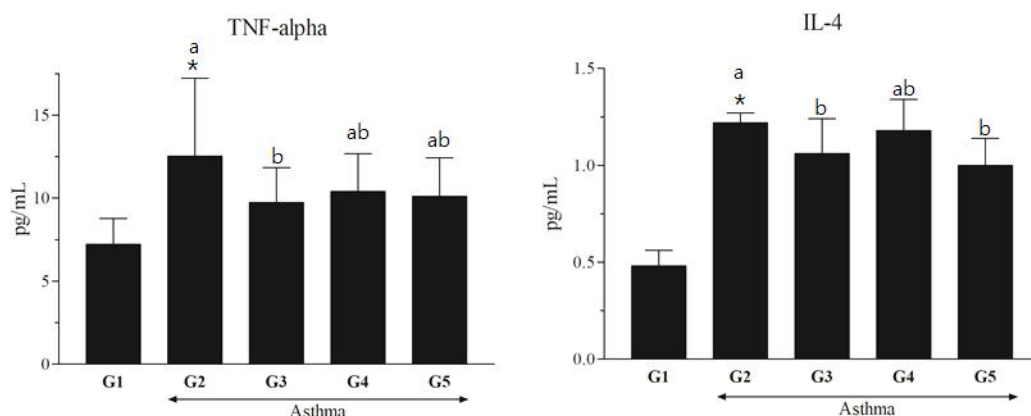 TNF-alpha
a
*
b
ab
ab
15
10
5
0
pg/mL
G1 G2 G3 G4 G5
Asthma
IL-4
a
*
b
ab
b
1.5
1.0
0.5
0.0
pg/mL
G1 G2 G3 G4 G5
Asthma